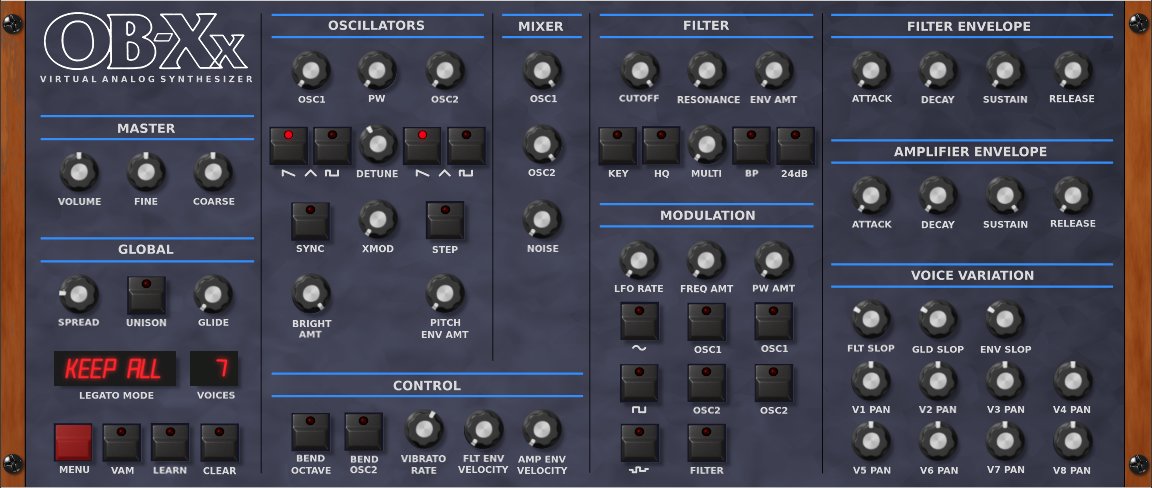 OB-Xx
VIRTUAL ANALOG SYNTHESIZER
MASTER
VOLUME FINE COARSE
GLOBAL
SPREAD UNISON GLIDE
KEEP ALL 7
LEGATO MODE VOICES
MENU VAM LEARN CLEAR
OSCILLATORS
OSC1 PW OSC2
DETUNE
SYNC XMOD STEP
BRIGHT PITCH
AMT ENV AMT
MIXER
OSC1
OSC2
NOISE
CONTROL
BEND BEND VIBRATO FLT ENV AMP ENV
OCTAVE OSC2 RATE VELOCITY VELOCITY
FILTER
CUTOFF RESONANCE ENV AMT
KEY HQ MULTI BP 24dB
MODULATION
LFO RATE FREQ AMT PW AMT
OSC1 OSC1
OSC2 OSC2
FILTER
FILTER ENVELOPE
ATTACK DECAY SUSTAIN RELEASE
AMPLIFIER ENVELOPE
ATTACK DECAY SUSTAIN RELEASE
VOICE VARIATION
FLT SLOP GLD SLOP ENV SLOP
V1 PAN V2 PAN V3 PAN V4 PAN
V5 PAN V6 PAN V7 PAN V8 PAN